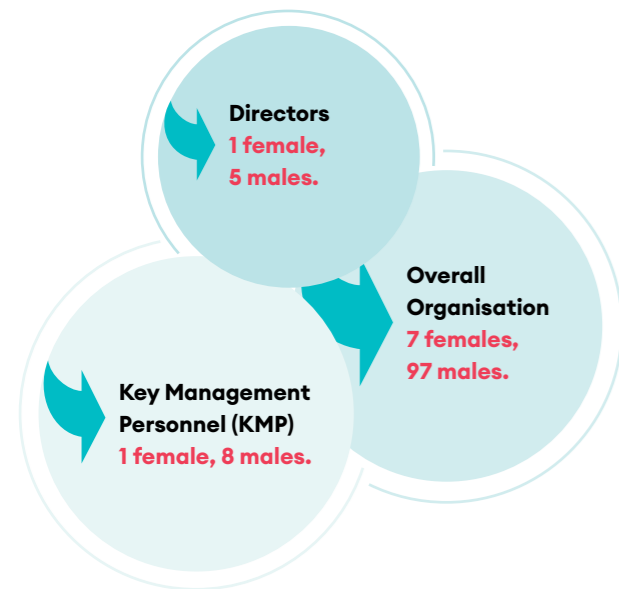 Directors
1 female,
5 males.
Overall
Organisation
7 females,
97 males.
Key Management
Personnel (KMP)
1 female, 8 males.